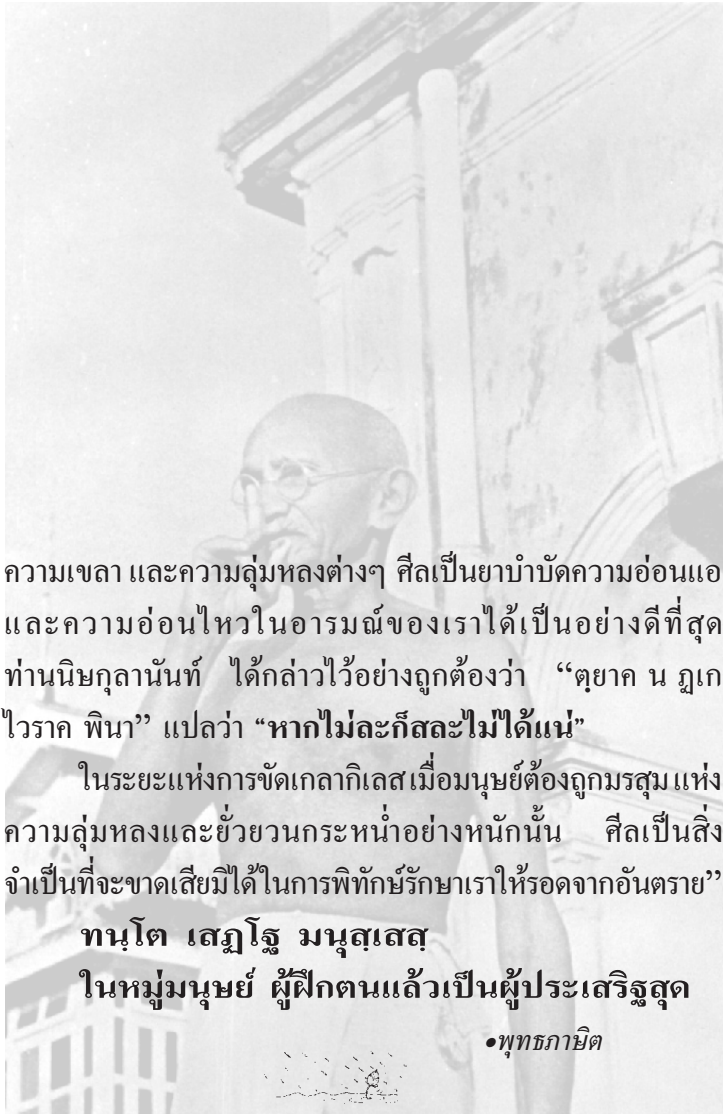 ความเขลา และความลุ่มหลงต่างๆ ศีลเป็นยาบำบัดความอ่อนแอ
และความอ่อนไหวในอารมณ์ของเราได้เป็นอย่างดีที่สุด
ท่านนิษกุลานันท์ ได้กล่าวไว้อย่างถูกต้องว่า “ตฺยาค น ฏเก
ไวราค พินา” แปลว่า “หากไม่ละก็สละไม่ได้แน่”
ในระยะแห่งการขัดเกลากิเลส เมื่อมนุษย์ต้องถูกมรสุม แห่ง
ความลุ่มหลงและยั่วยวนกระหน่ำอย่างหนักนั้น ศีลเป็นสิ่ง
จำเป็นที่จะขาดเสียมิได้ในการพิทักษ์รักษาเราให้รอดจากอันตราย”
ทนฺโต เสฏฺโฐ มนุสฺเสสฺ
ในหมู่มนุษย์ ผู้ฝึกตนแล้วเป็นผู้ประเสริฐสุด
•พุทธภาษิต